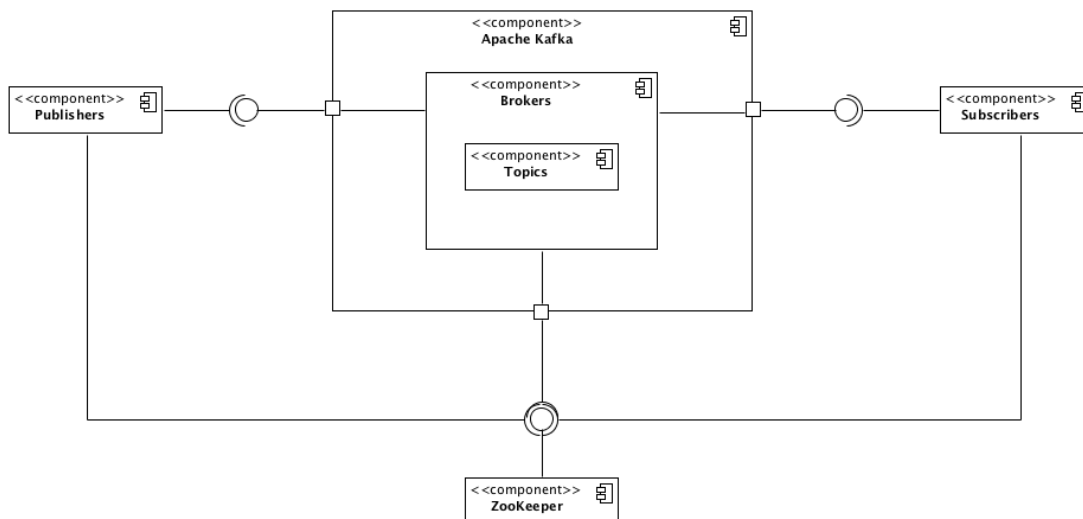 <<component>>
Apache Kafka
<<component>>
Publishers
<<component>>
Brokers
<<component>>
Subscribers
<<component>>
Topics
<<component>>
ZooKeeper